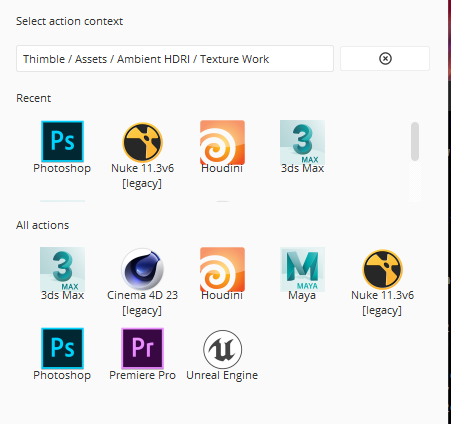 Select action context
Thimble / Assets / Ambient HDRI / Texture Work
Recent
Ps
3
MAX
Photoshop
Nuke 11.3v6
[legacy]
Houdini
3ds Max
All actions
3
MAX
M
MAYA
3ds Max
Cinema 4D 23
[legacy]
Houdini
Maya
Nuke 11.3v6
[legacy]
Ps
Pr
Photoshop
Premiere Pro
Unreal Engine